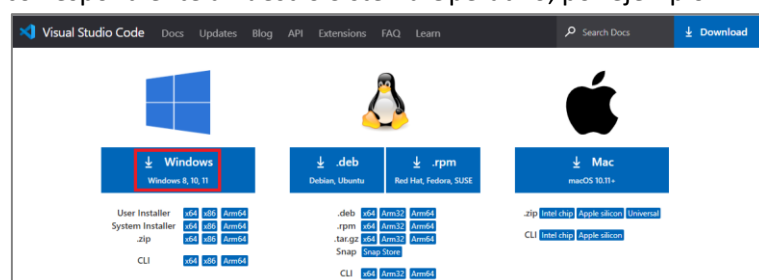 Visual Studio Code Docs Updates Blog API Extensions FAQ Learn Search Docs Download
Windows
Windows 8, 10, 11
User Installer x64 x86 Arm64
System Installer x64 x86 Arm64
.zip x64 x86 Arm64
CLI x64 x86 Arm64
.deb
Debian, Ubuntu
.rpm
Red Hat, Fedora, SUSE
.deb x64 Arm32 Arm64
.rpm x64 Arm32 Arm64
.tar.gz x64 Arm32 Arm64
Snap Snap Store
CLI x64 Arm32 Arm64
Mac
macOS 10.11+
.zip Intel chip Apple silicon Universal
CLI Intel chip Apple silicon